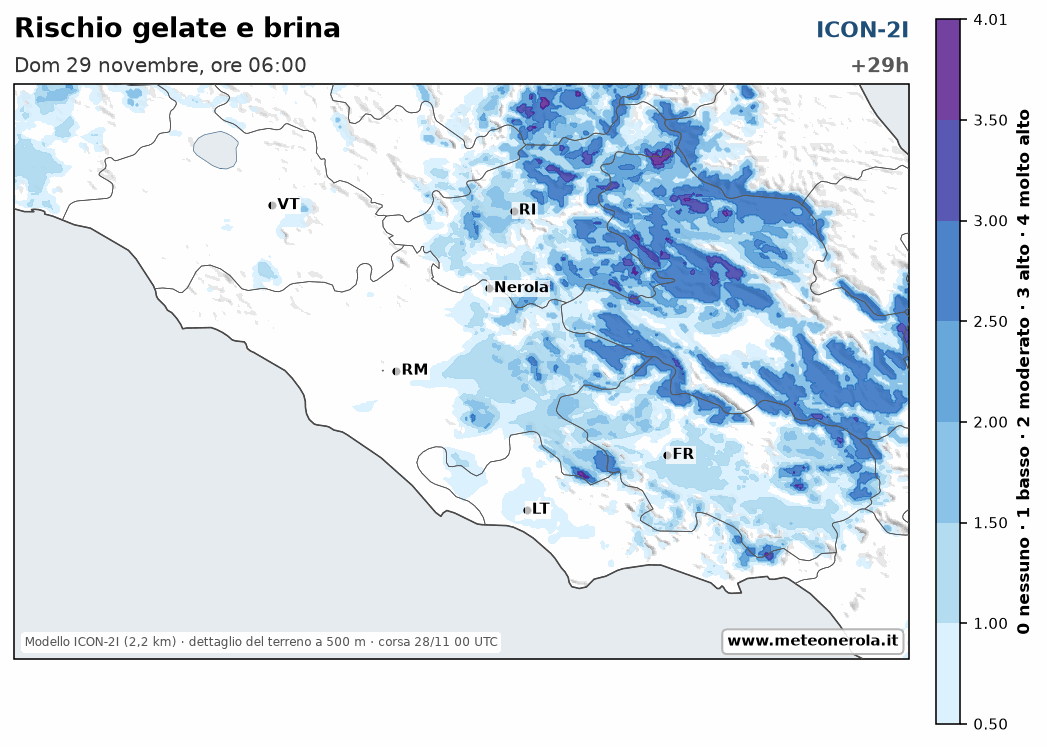 Rischio gelate e brina
ICON-2I
Dom 29 novembre, ore 06:00
+29h
4.01
3.50
3.00
2.50
2.00
1.50
1.00
0.50
0 nessuno · 1 basso · 2 moderato · 3 alto · 4 molto alto
VT
RI
Nerola
RM
FR
LT
Modello ICON-2I (2,2 km) · dettaglio del terreno a 500 m · corsa 28/11 00 UTC
www.meteonerola.it